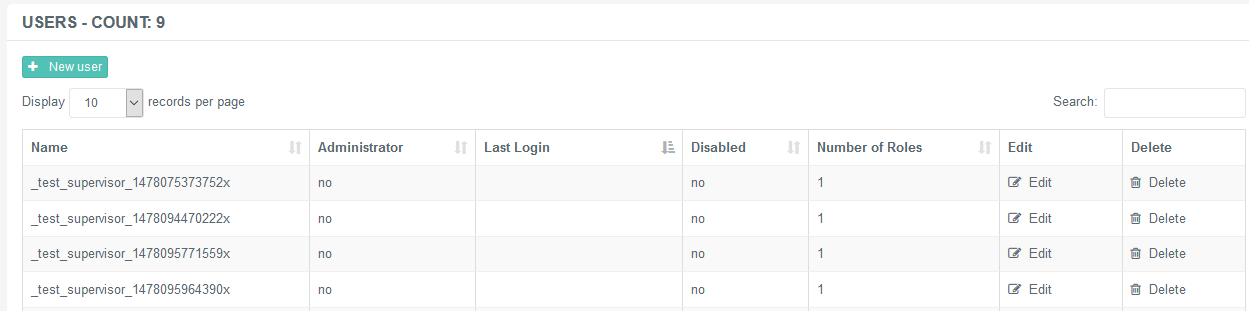 USERS - COUNT: 9
New user
Display 10 records per page Search:
Name Administrator Last Login Disabled Number of Roles Edit Delete
_test_supervisor_1478075373752x no no 1 Edit Delete
_test_supervisor_1478094470222x no no 1 Edit Delete
_test_supervisor_1478095771559x no no 1 Edit Delete
_test_supervisor_1478095964390x no no 1 Edit Delete